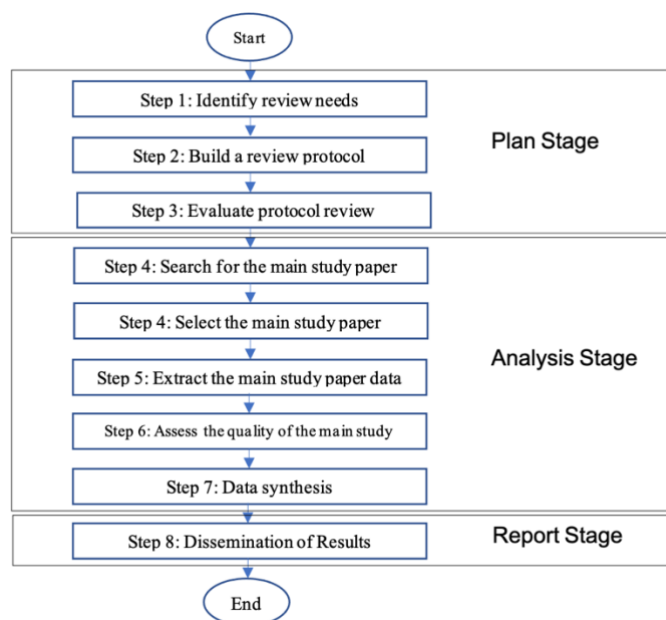 Start
Step 1: Identify review needs
Plan Stage
Step 2: Build a review protocol
Step 3: Evaluate protocol review
Step 4: Search for the main study paper
Step 4: Select the main study paper
Analysis Stage
Step 5: Extract the main study paper data
Step 6: Assess the quality of the main study
Step 7: Data synthesis
Report Stage
Step 8: Dissemination of Results
End